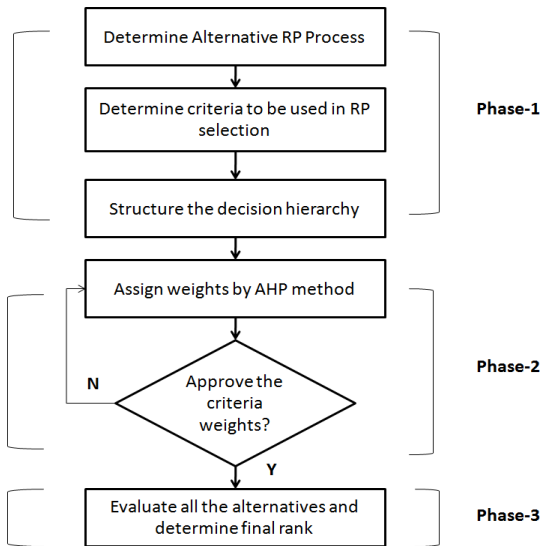 Determine Alternative RP Process
Determine criteria to be used in RP
selection
Phase-1
Structure the decision hierarchy
Assign weights by AHP method
Approve the
criteria
weights?
N
Phase-2
Y
Evaluate all the alternatives and
determine final rank
Phase-3